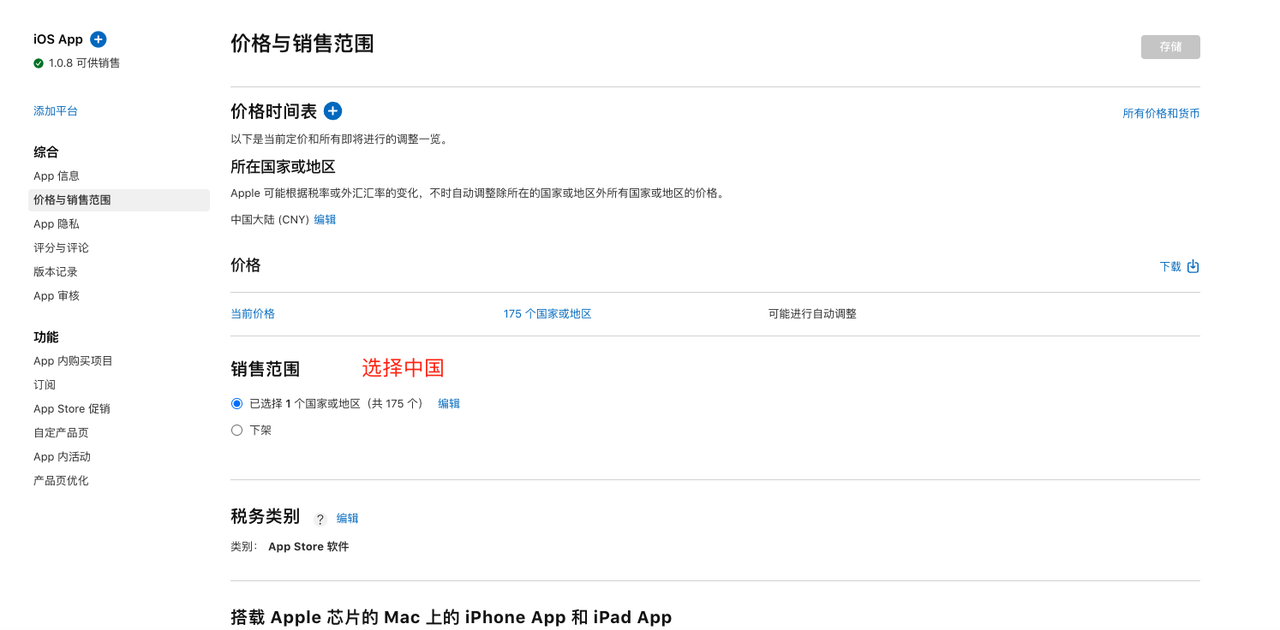 iOS App
1.0.8 可供销售
添加平台
综合
App 信息
价格与销售范围
App 隐私
评分与评论
版本记录
App 审核
功能
App 内购买项目
订阅
App Store 促销
自定产品页
App 内活动
产品页优化
价格与销售范围
存储
价格时间表
所有价格和货币
以下是当前定价和所有即将进行的调整一览。
所在国家或地区
Apple 可能根据税率或外汇汇率的变化，不时自动调整除所在的国家或地区外所有国家或地区的价格。
中国大陆 (CNY) 编辑
价格
下载
当前价格 175 个国家或地区 可能进行自动调整
销售范围 选择中国
已选择 1 个国家或地区（共 175 个） 编辑
下架
税务类别 ? 编辑
类别： App Store 软件
搭载 Apple 芯片的 Mac 上的 iPhone App 和 iPad App